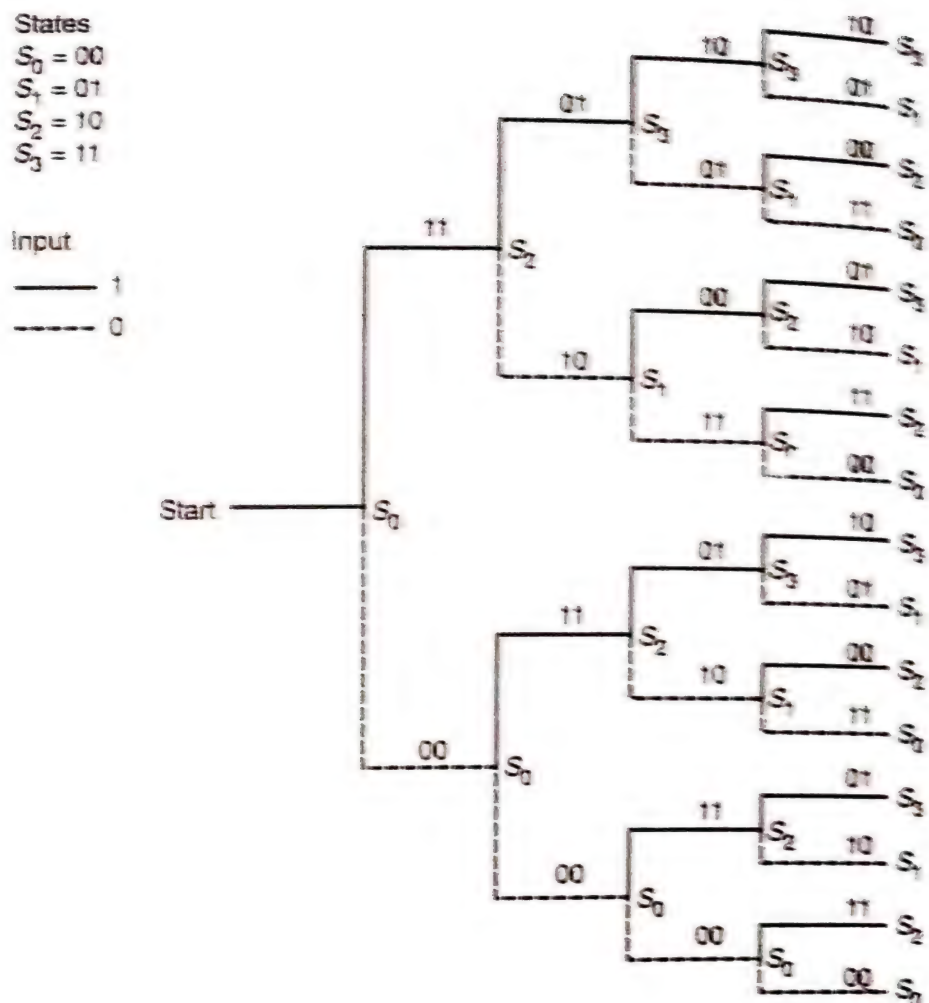 States
S₀ = 00
S₁ = 01
S₂ = 10
S₃ = 11
Input
1
0
Start
S₀
11
S₂
00
S₀
01
S₃
10
S₁
11
S₂
00
S₀
10
S₃
01
S₁
00
S₂
11
01
S₃
10
S₁
11
S₂
00
S₀
10
S₃
01
S₁
00
S₂
11
S₀
01
S₃
10
S₁
11
S₂
00
S₀
10
S₃
01
S₁
00
S₂
11
S₀
01
S₃
10
S₁
11
S₂
00
S₀